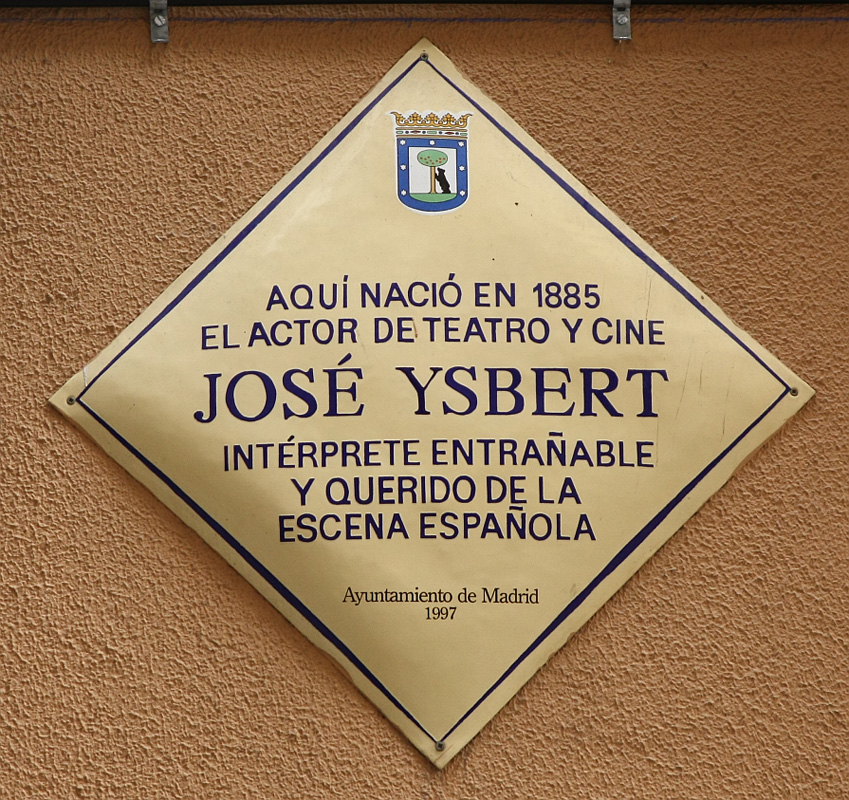 AQUÍ NACIÓ EN 1885
EL ACTOR DE TEATRO Y CINE
JOSÉ YSBERT
INTÉRPRETE ENTRAÑABLE
Y QUERIDO DE LA
ESCENA ESPAÑOLA
Ayuntamiento de Madrid
1997